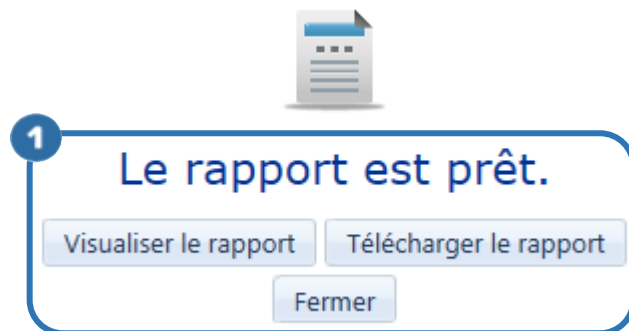 1
Le rapport est prêt.
Visualiser le rapport Télécharger le rapport
Fermer